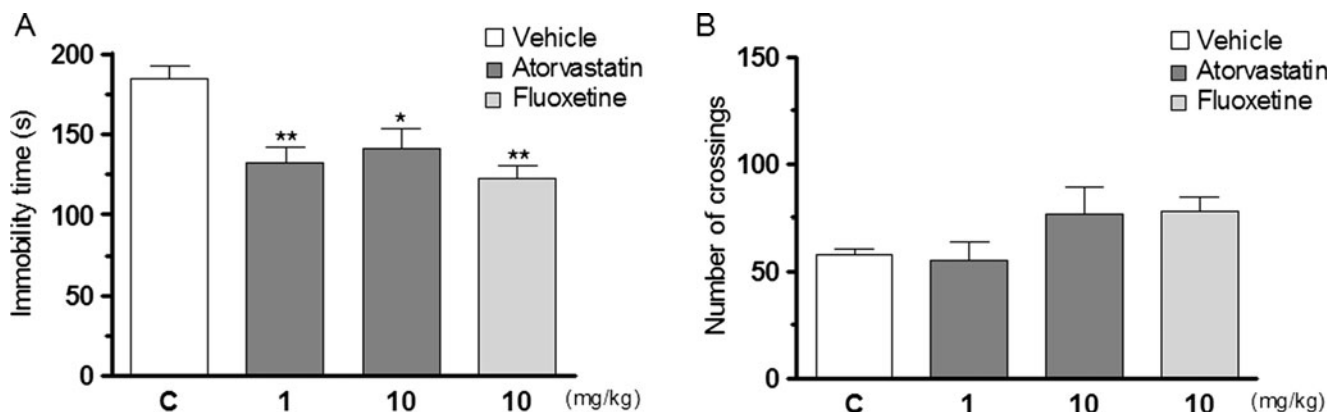 A
Immobility time (s)
200
150
100
50
0
Vehicle
Atorvastatin
Fluoxetine
**
*
**
C 1 10 10 (mg/kg)
B
Number of crossings
150
100
50
0
Vehicle
Atorvastatin
Fluoxetine
C 1 10 10 (mg/kg)